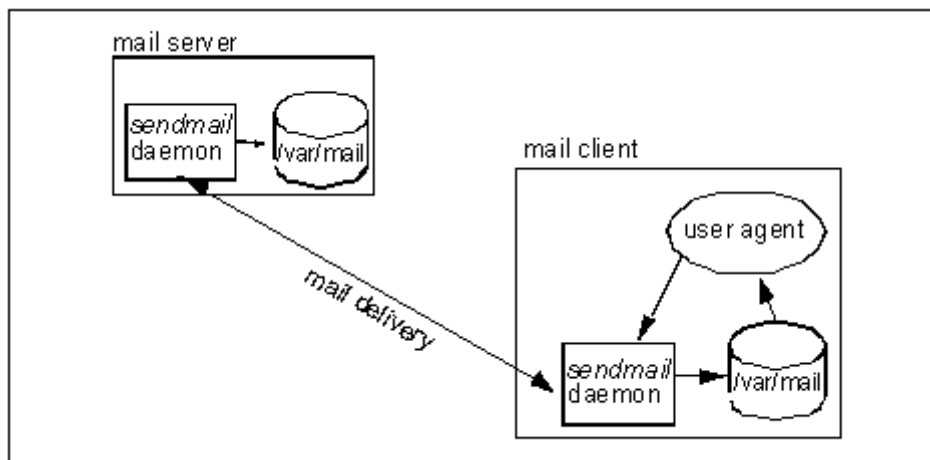 mail server
sendmail
daemon
/var/mail
mail client
user agent
mail delivery
sendmail
daemon
/var/mail